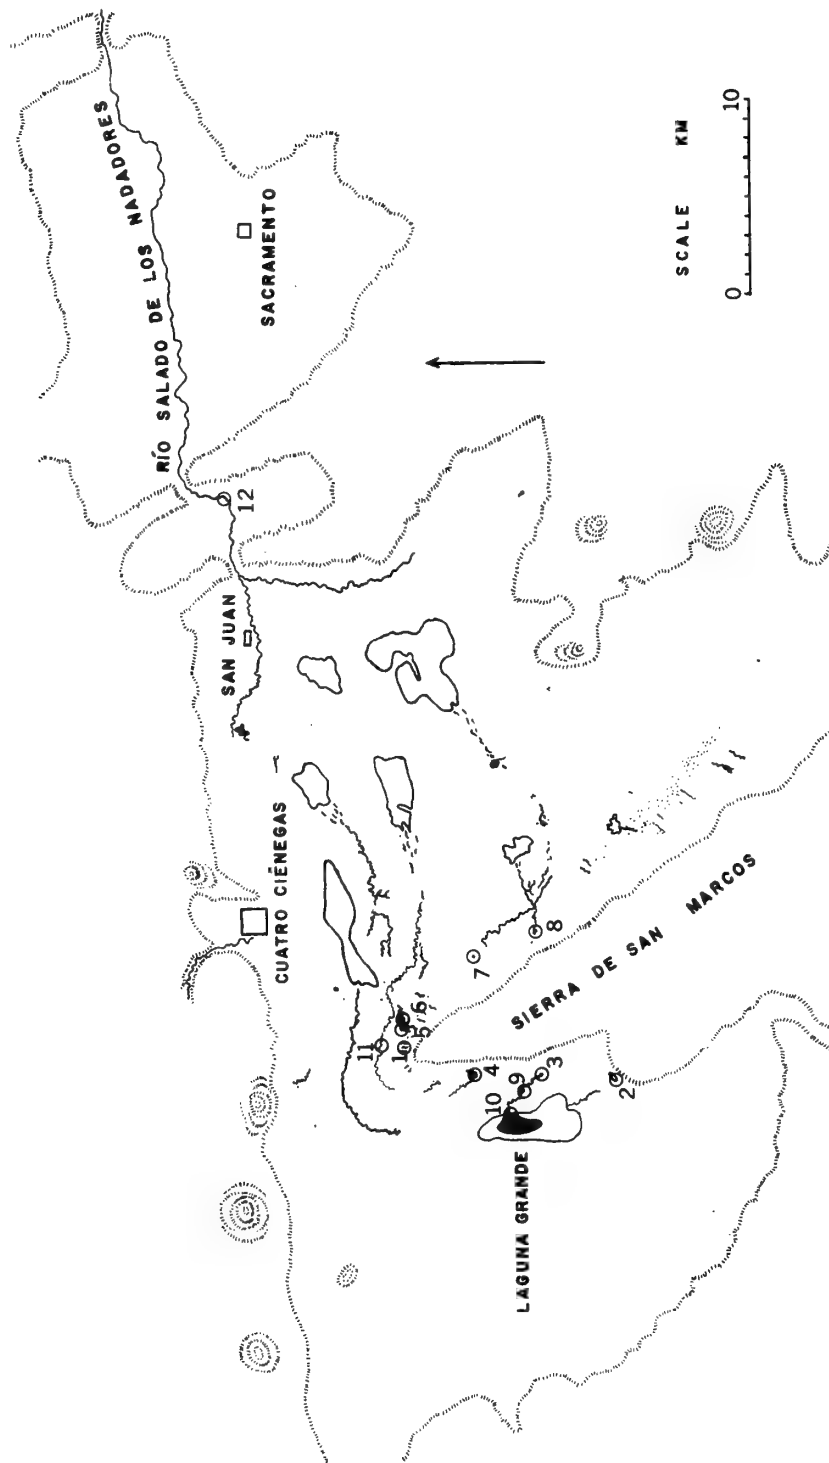 RÍO SALADO DE LOS NADADORES
SACRAMENTO
SCALE KM
0 10
12
SAN JUAN
CUATRO CIÉNEGAS
SIERRA DE SAN MARCOS
7
8
11
1
5
6
4
10
9
3
2
LAGUNA GRANDE